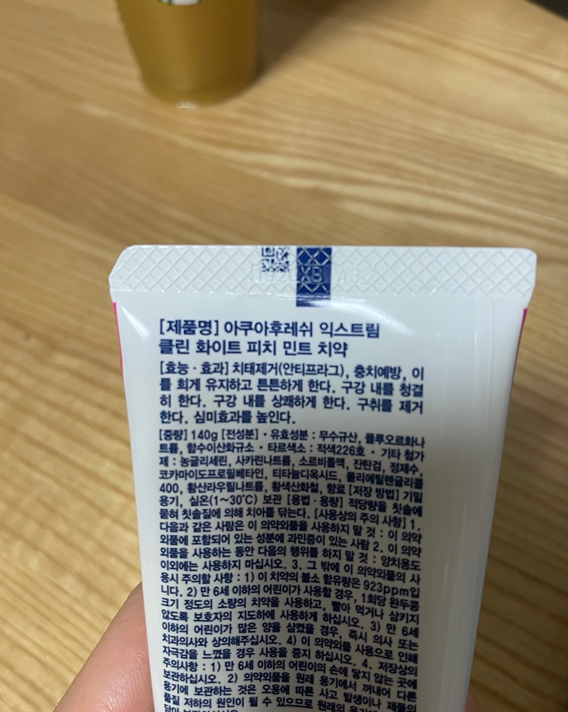 [제품명] 아쿠아후레쉬 익스트림
클린 화이트 피치 민트 치약
[효능·효과] 치태제거(안티프라그), 충치예방, 이
를 희게 유지하고 튼튼하게 한다. 구강 내를 청결
히 한다. 구강 내를 상쾌하게 한다. 구취를 제거
한다. 심미효과를 높인다.
[중량] 140g [전성분]·유효성분 : 무수규산, 플루오르화나
트륨, 함수이산화규소·타르색소 : 적색226호·기타 첨가
제 : 농글리세린, 사카린나트륨, 소르비톨액, 잔탄검, 정제수,
코카마이도프로필베타인, 티타늄디옥시드, 폴리에틸렌글리콜
400, 황산라우릴나트륨, 황색산화철, 향료 [저장 방법] 기밀
용기, 실온(1~30℃) 보관 [용법·용량] 적당량을 칫솔에
묻혀 칫솔질에 의해 치아를 닦는다. [사용상의 주의 사항] 1.
다음과 같은 사람은 이 의약외품을 사용하지 말 것 : 이 의약
외품에 포함되어 있는 성분에 과민증이 있는 사람 2. 이 의약
외품을 사용하는 동안 다음의 행위를 하지 말 것 : 양치용도
이외에는 사용하지 마십시오. 3. 그 밖에 이 의약외품의 사
용시 주의할 사항 : 1) 이 치약의 불소 함유량은 923ppm입
니다. 2) 만 6세 이하의 어린이가 사용할 경우, 1회당 완두콩
크기 정도의 소량의 치약을 사용하고, 빨아 먹거나 삼키지
않도록 보호자의 지도하에 사용하게 하십시오. 3) 만 6세
이하의 어린이가 많은 양을 삼켰을 경우, 즉시 의사 또는
치과의사와 상의해주십시오. 4) 이 의약외품 사용으로 인해
자극감을 느꼈을 경우 사용을 중지 하십시오. 4. 저장상의
주의사항 : 1) 만 6세 이하의 어린이의 손에 닿지 않는 곳에
보관하십시오. 2) 의약외품을 원래 용기에서 꺼내어 다른
용기에 보관하는 것은 오용에 따른 사고 발생이나 제품의
품질 저하의 원인이 될 수 있으므로 원래의 용기에